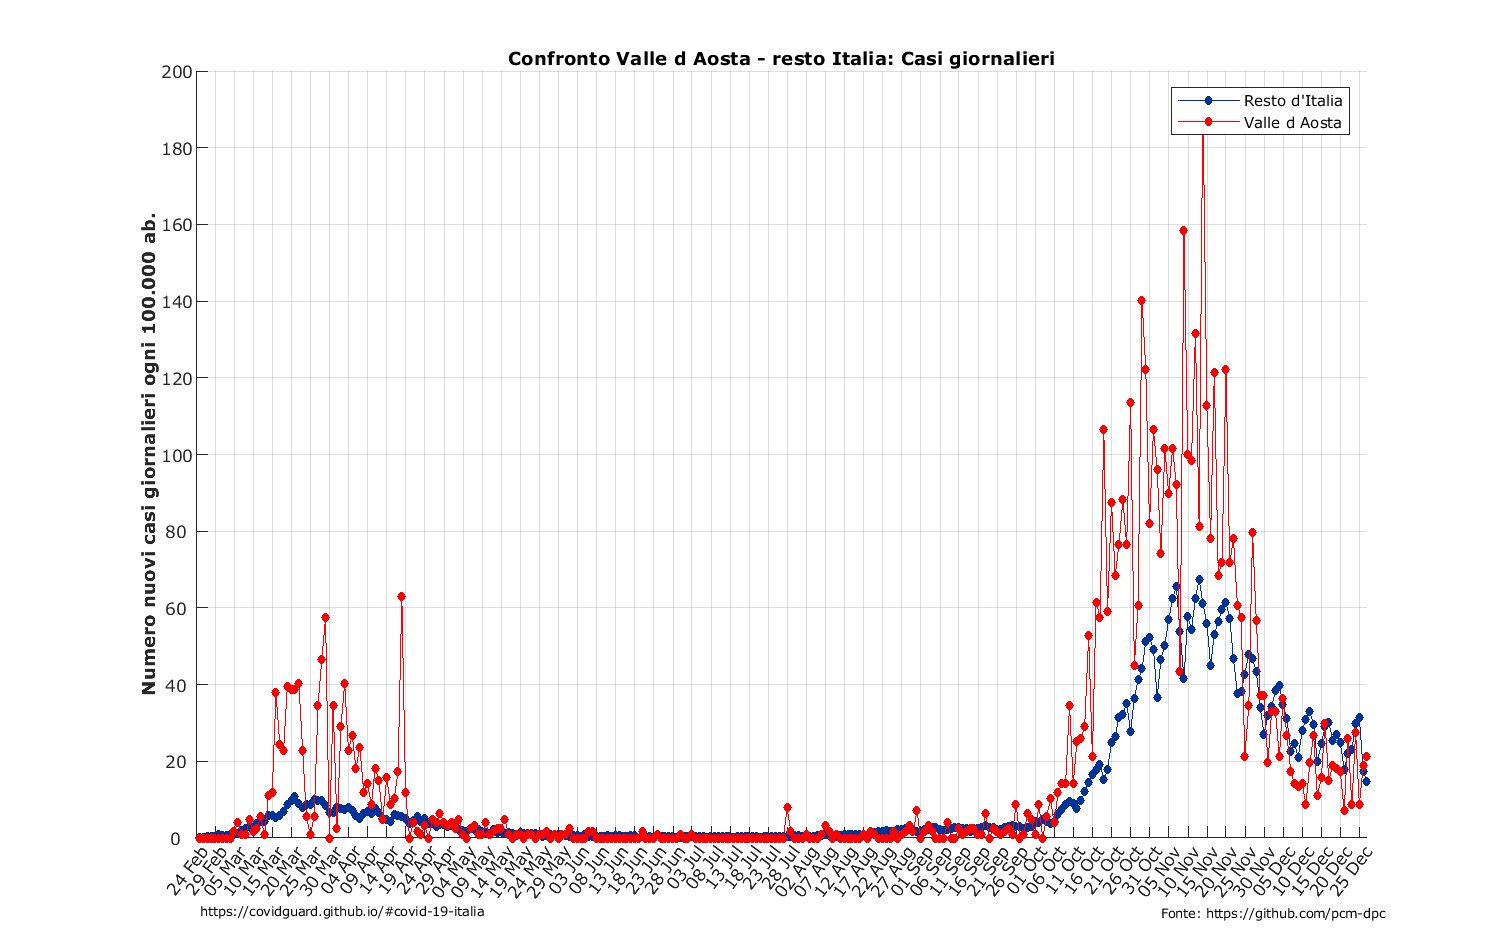 Confronto Valle d Aosta - resto Italia: Casi giornalieri
Numero nuovi casi giornalieri ogni 100.000 ab.
200
180
160
140
120
100
80
60
40
20
0
Resto d'Italia
Valle d Aosta
24 Feb
29 Feb
05 Mar
10 Mar
15 Mar
20 Mar
25 Mar
30 Mar
04 Apr
09 Apr
14 Apr
19 Apr
24 Apr
29 Apr
04 May
09 May
14 May
19 May
24 May
29 May
03 Jun
08 Jun
13 Jun
18 Jun
23 Jun
28 Jun
03 Jul
08 Jul
13 Jul
18 Jul
23 Jul
28 Jul
02 Aug
07 Aug
12 Aug
17 Aug
22 Aug
27 Aug
01 Sep
06 Sep
11 Sep
16 Sep
21 Sep
26 Sep
01 Oct
06 Oct
11 Oct
16 Oct
21 Oct
26 Oct
31 Oct
05 Nov
10 Nov
15 Nov
20 Nov
25 Nov
30 Nov
05 Dec
10 Dec
15 Dec
20 Dec
25 Dec
https://covidguard.github.io/#covid-19-italia
Fonte: https://github.com/pcm-dpc